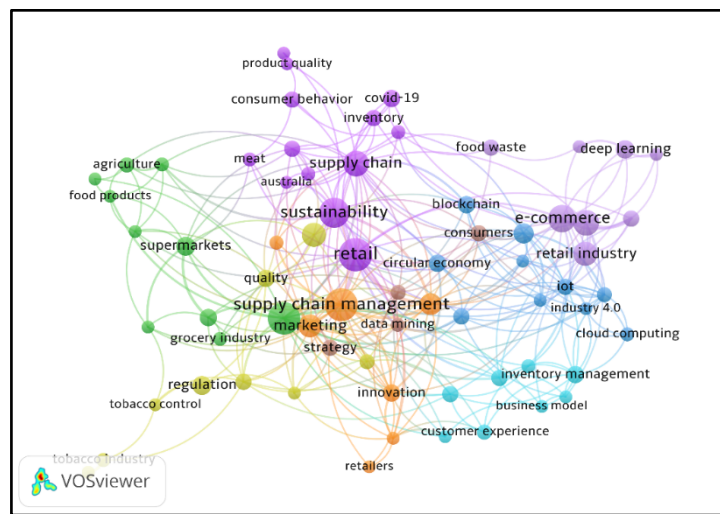 product quality
consumer behavior
covid-19
inventory
food waste
deep learning
agriculture
meat
supply chain
food products
australia
blockchain
sustainability
e-commerce
supermarkets
consumers
retail
retail industry
circular economy
quality
iot
supply chain management
industry 4.0
marketing
data mining
cloud computing
grocery industry
strategy
regulation
inventory management
innovation
tobacco control
business model
customer experience
tobacco industry
retailers
VOSviewer